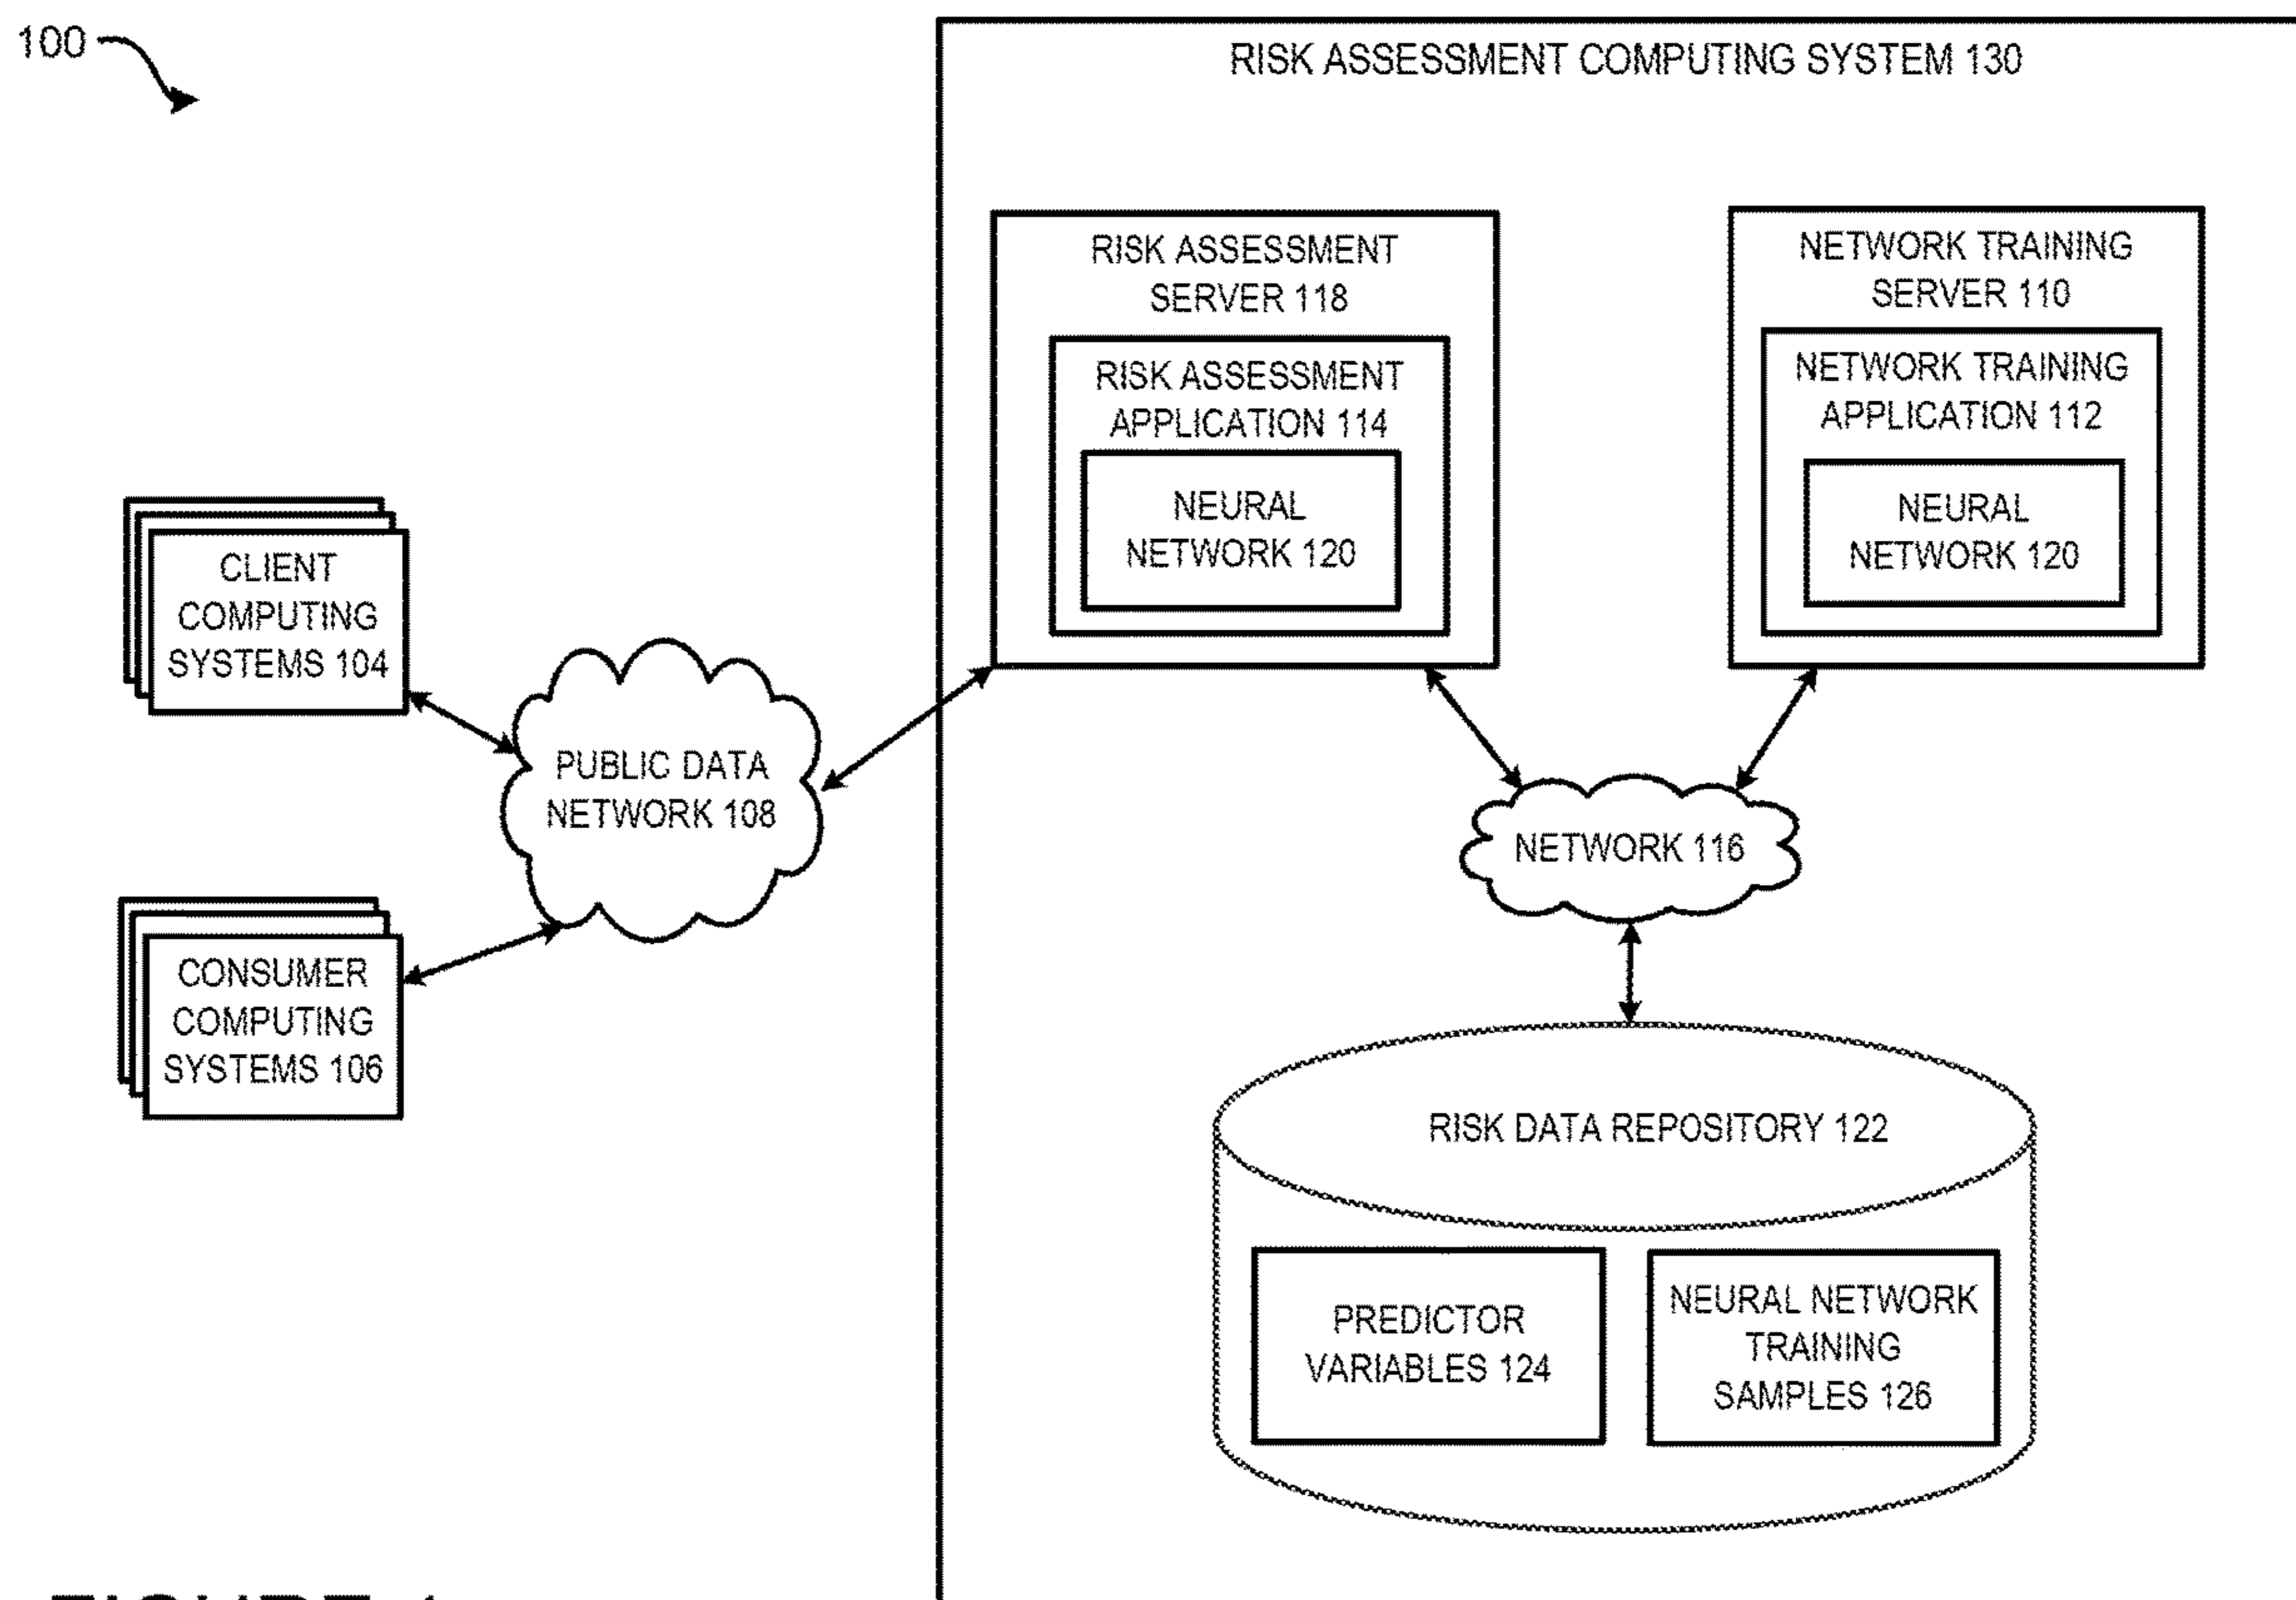 100
RISK ASSESSMENT COMPUTING SYSTEM 130
RISK ASSESSMENT
SERVER 118
RISK ASSESSMENT
APPLICATION 114
NEURAL
NETWORK 120
NETWORK TRAINING
SERVER 110
NETWORK TRAINING
APPLICATION 112
NEURAL
NETWORK 120
CLIENT
COMPUTING
SYSTEMS 104
PUBLIC DATA
NETWORK 108
NETWORK 116
CONSUMER
COMPUTING
SYSTEMS 106
RISK DATA REPOSITORY 122
PREDICTOR
VARIABLES 124
NEURAL NETWORK
TRAINING
SAMPLES 126